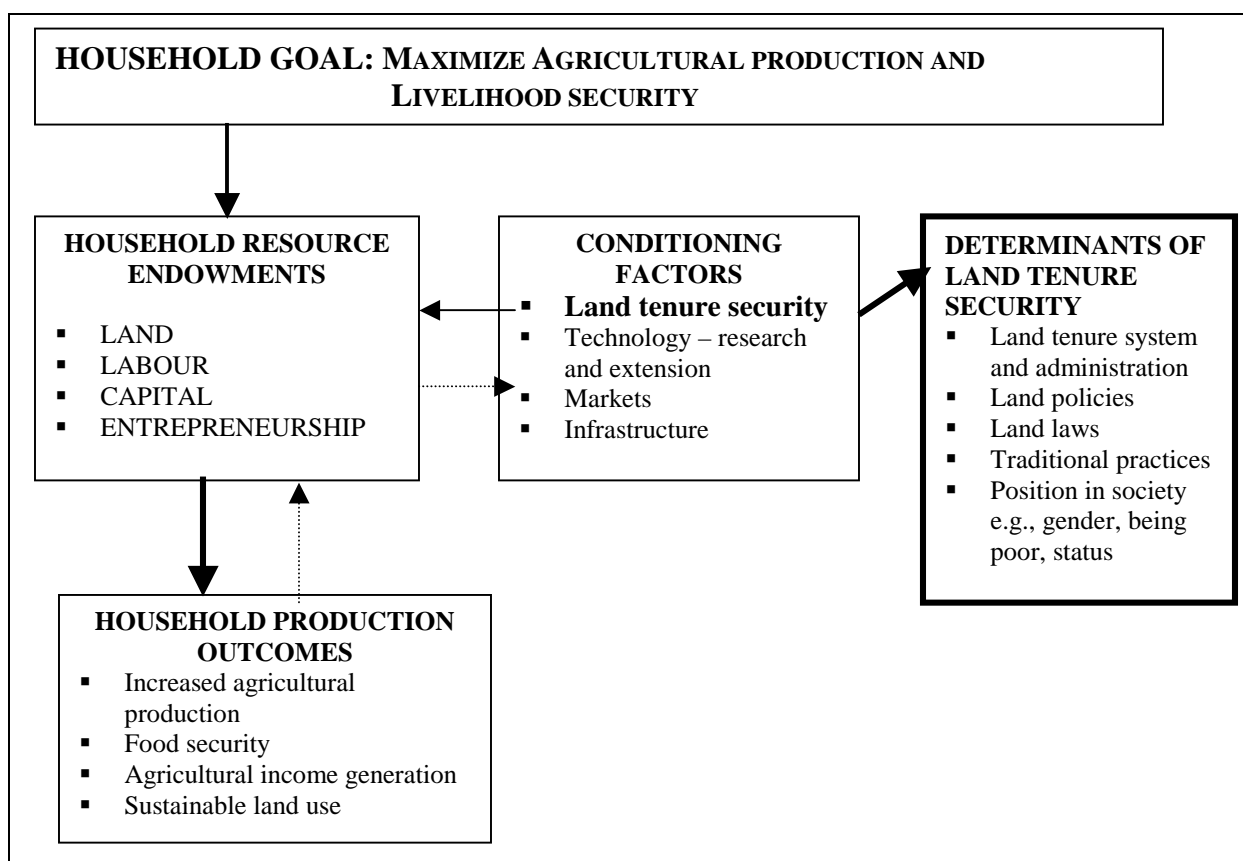 HOUSEHOLD GOAL: MAXIMIZE AGRICULTURAL PRODUCTION AND
LIVELIHOOD SECURITY
HOUSEHOLD RESOURCE
ENDOWMENTS
▪ LAND
▪ LABOUR
▪ CAPITAL
▪ ENTREPRENEURSHIP
CONDITIONING
FACTORS
▪ Land tenure security
▪ Technology – research
and extension
▪ Markets
▪ Infrastructure
DETERMINANTS OF
LAND TENURE
SECURITY
▪ Land tenure system
and administration
▪ Land policies
▪ Land laws
▪ Traditional practices
▪ Position in society
e.g., gender, being
poor, status
HOUSEHOLD PRODUCTION
OUTCOMES
▪ Increased agricultural
production
▪ Food security
▪ Agricultural income generation
▪ Sustainable land use